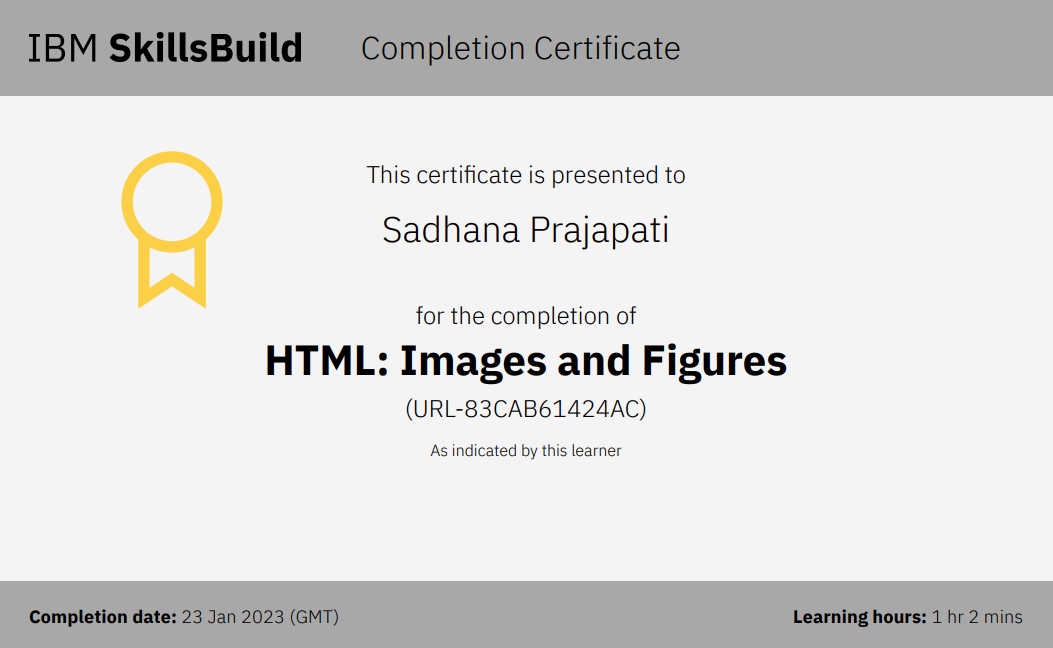 IBM SkillsBuild Completion Certificate
This certificate is presented to
Sadhana Prajapati
for the completion of
HTML: Images and Figures
(URL-83CAB61424AC)
As indicated by this learner
Completion date: 23 Jan 2023 (GMT) Learning hours: 1 hr 2 mins